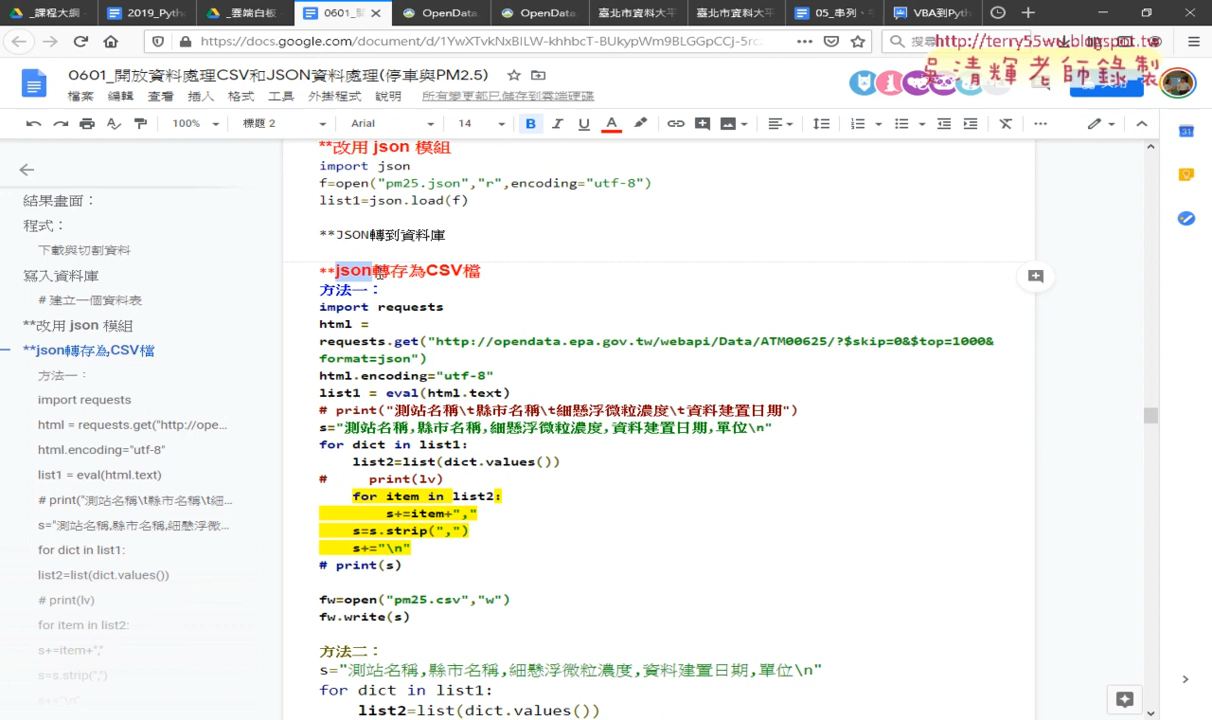 _課程大綱
2019_Pyth
_雲端白板
0601_
OpenData
OpenData
臺北市資料大平
臺北市資料大平
05_串列、
VBA到Pyth
https://docs.google.com/document/d/1YwXTvkNxBILW-khhbcT-BUkypWm9BLGGpCCj-5rc
http://terry55wu.blogspot.tw
吳清輝老師錄製
0601_開放資料處理CSV和JSON資料處理(停車與PM2.5)
檔案 編輯 查看 插入 格式 工具 外掛程式 說明 所有變更都已儲存到雲端硬碟
100% 標題 2 Arial 14 B I U A
結果畫面：
程式：
下載與切割資料
寫入資料庫
# 建立一個資料表
**改用 json 模組
**json轉存為CSV檔
方法一：
import requests
html = requests.get("http://ope...
html.encoding="utf-8"
list1 = eval(html.text)
# print("測站名稱\t縣市名稱\t細...
s="測站名稱,縣市名稱,細懸浮微...
for dict in list1:
list2=list(dict.values())
# print(lv)
for item in list2:
s+=item+","
s=s.strip(",")
s+="\n"
**改用 json 模組
import json
f=open("pm25.json","r",encoding="utf-8")
list1=json.load(f)
**JSON轉到資料庫
**json轉存為CSV檔
方法一：
import requests
html =
requests.get("http://opendata.epa.gov.tw/webapi/Data/ATM00625/?$skip=0&$top=1000&
format=json")
html.encoding="utf-8"
list1 = eval(html.text)
# print("測站名稱\t縣市名稱\t細懸浮微粒濃度\t資料建置日期")
s="測站名稱,縣市名稱,細懸浮微粒濃度,資料建置日期,單位\n"
for dict in list1:
list2=list(dict.values())
# print(lv)
for item in list2:
s+=item+","
s=s.strip(",")
s+="\n"
# print(s)
fw=open("pm25.csv","w")
fw.write(s)
方法二：
s="測站名稱,縣市名稱,細懸浮微粒濃度,資料建置日期,單位\n"
for dict in list1:
list2=list(dict.values())